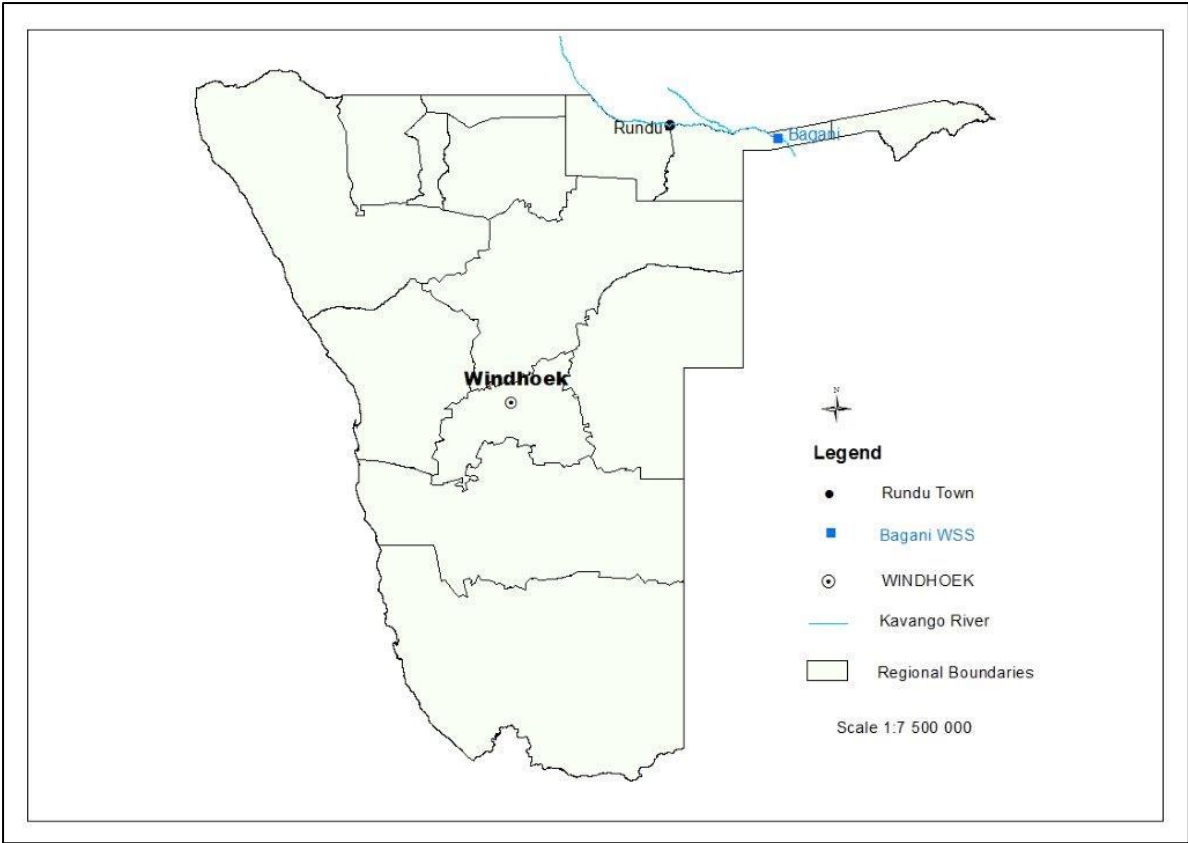 Rundu
Bagani
Windhoek
N
Legend
Rundu Town
Bagani WSS
WINDHOEK
Kavango River
Regional Boundaries
Scale 1:7 500 000